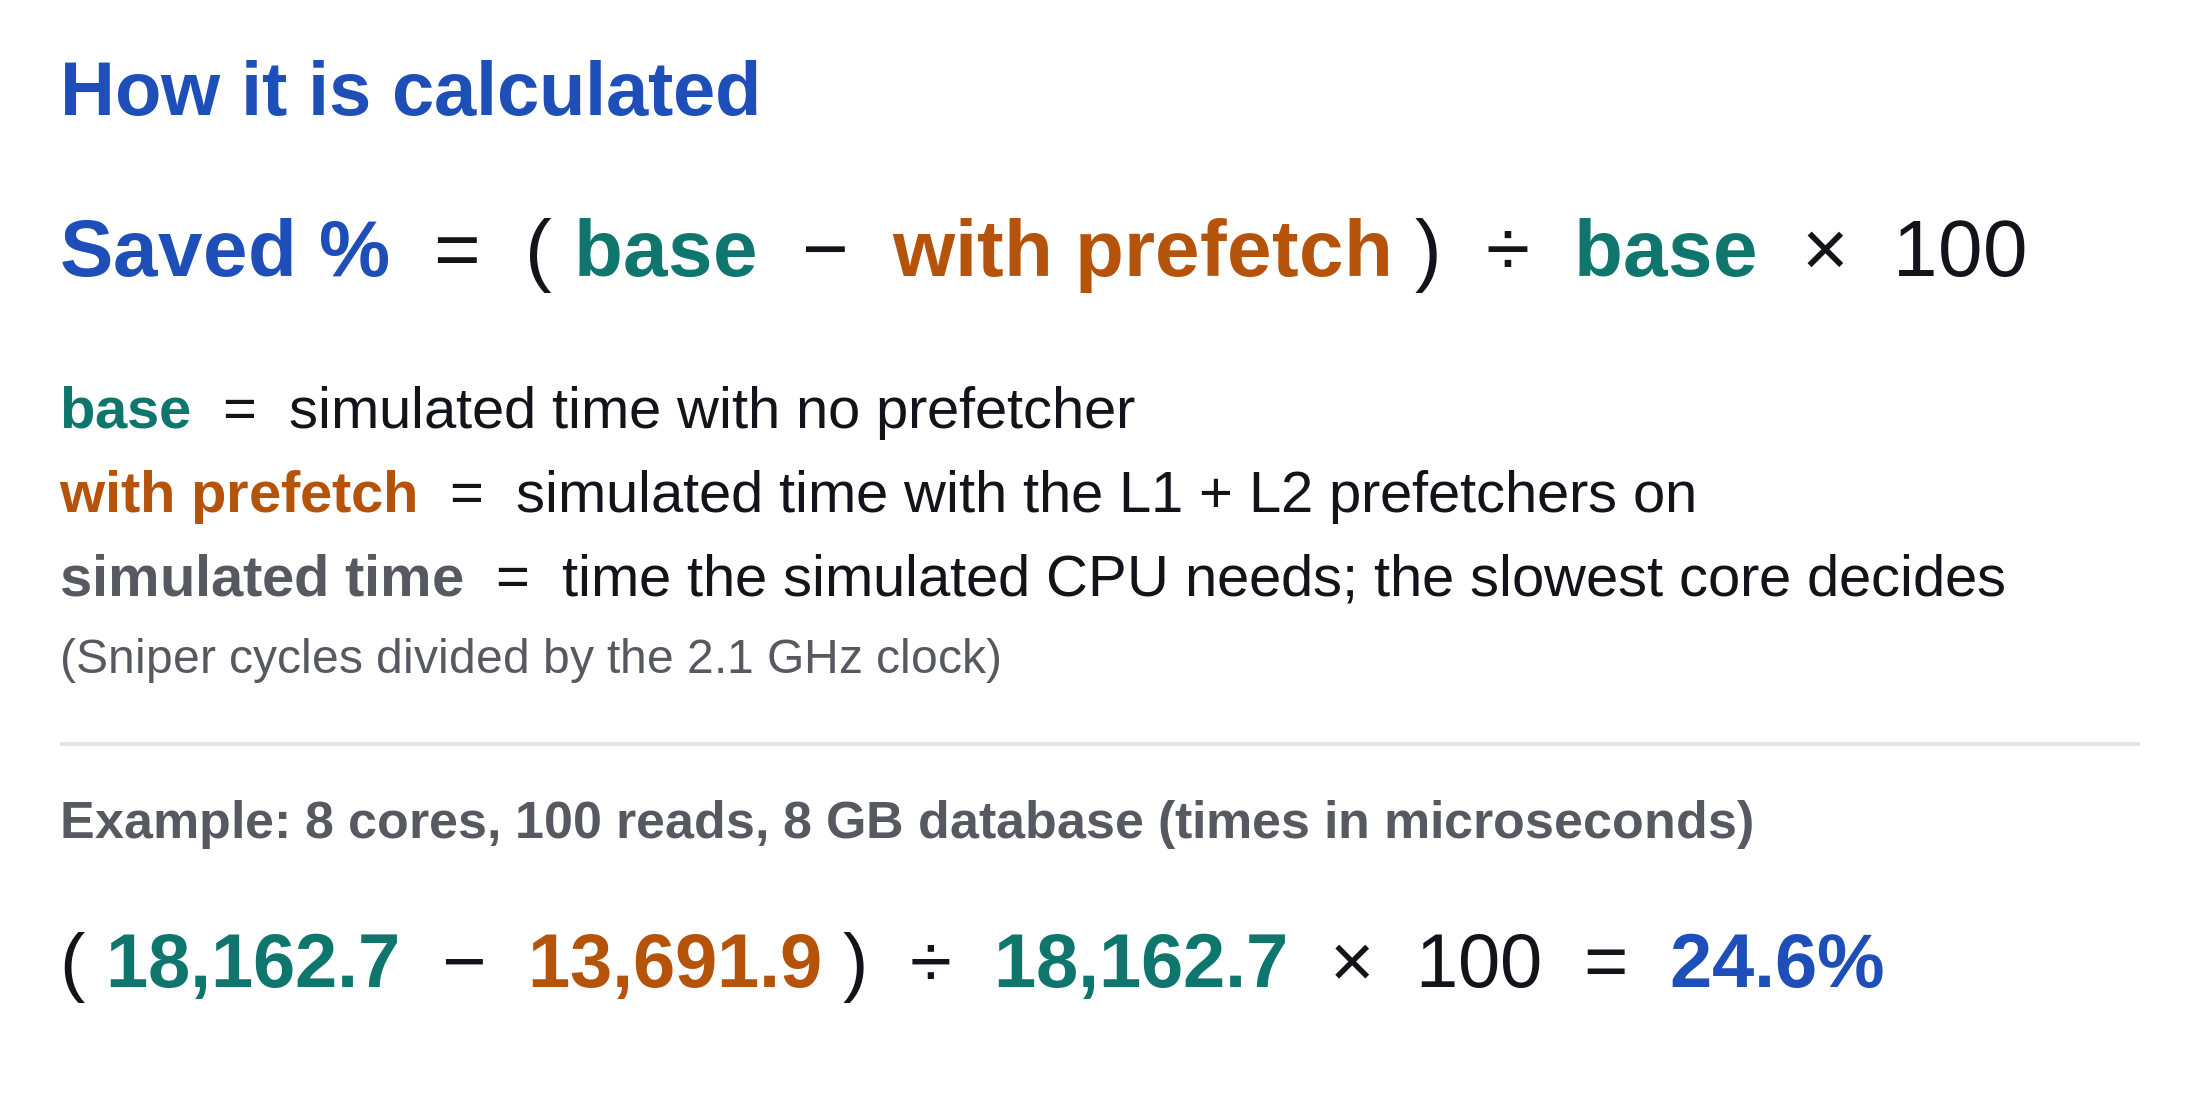 How it is calculated
Saved % = ( base − with prefetch ) ÷ base × 100
base = simulated time with no prefetcher
with prefetch = simulated time with the L1 + L2 prefetchers on
simulated time = time the simulated CPU needs; the slowest core decides
(Sniper cycles divided by the 2.1 GHz clock)
Example: 8 cores, 100 reads, 8 GB database (times in microseconds)
( 18,162.7 − 13,691.9 ) ÷ 18,162.7 × 100 = 24.6%